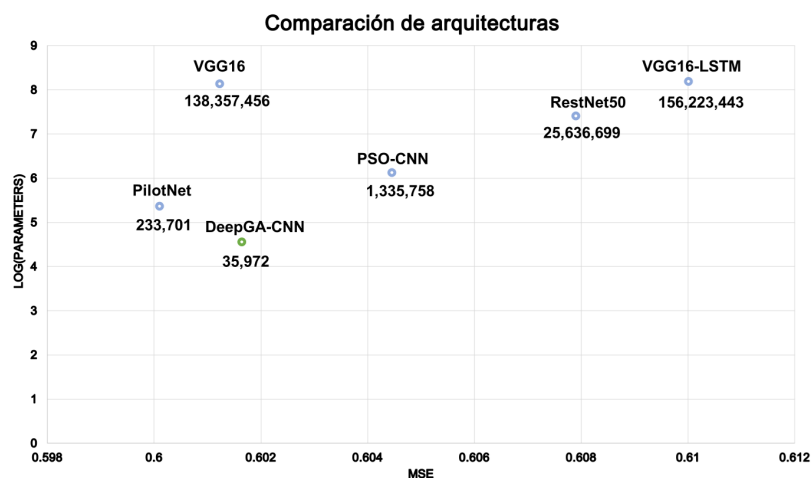 Comparación de arquitecturas
9
8
7
6
5
4
3
2
1
0
LOG(PARAMETERS)
VGG16
138,357,456
VGG16-LSTM
156,223,443
RestNet50
25,636,699
PSO-CNN
1,335,758
PilotNet
233,701
DeepGA-CNN
35,972
0.598 0.6 0.602 0.604 0.606 0.608 0.61 0.612
MSE